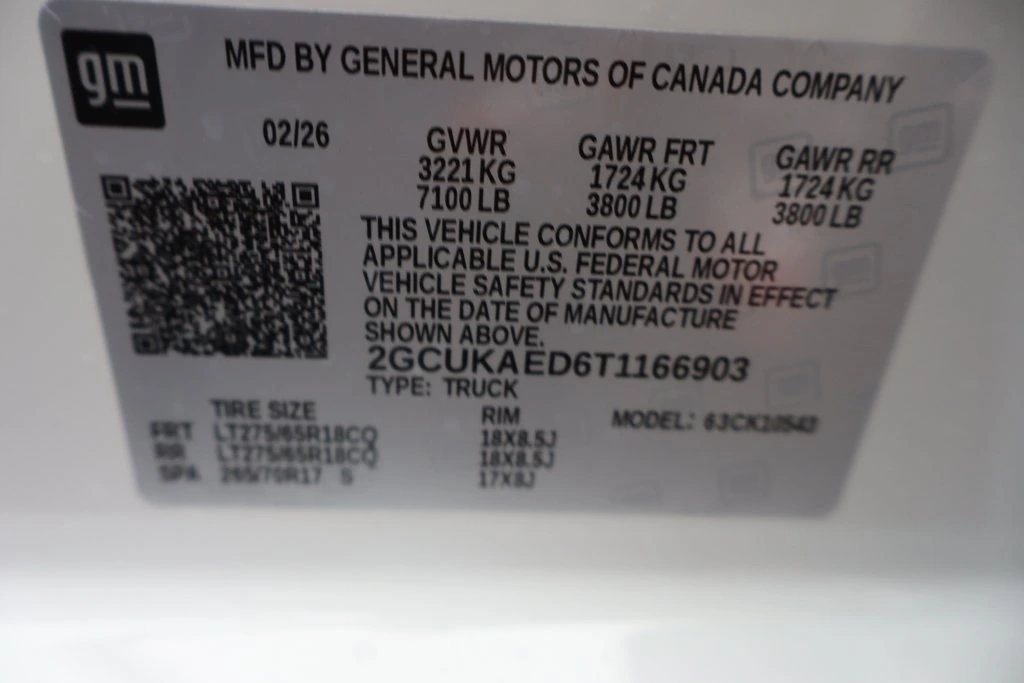 gm
MFD BY GENERAL MOTORS OF CANADA COMPANY
02/26 GVWR GAWR FRT GAWR RR
3221 KG 1724 KG 1724 KG
7100 LB 3800 LB 3800 LB
THIS VEHICLE CONFORMS TO ALL
APPLICABLE U.S. FEDERAL MOTOR
VEHICLE SAFETY STANDARDS IN EFFECT
ON THE DATE OF MANUFACTURE
SHOWN ABOVE.
2GCUKAED6T1166903
TYPE: TRUCK
TIRE SIZE RIM MODEL: 63CK10543
FRT LT275/65R18CQ 18X8.5J
RR LT275/65R18CQ 18X8.5J
SPA 265/70R17 S 17X8J